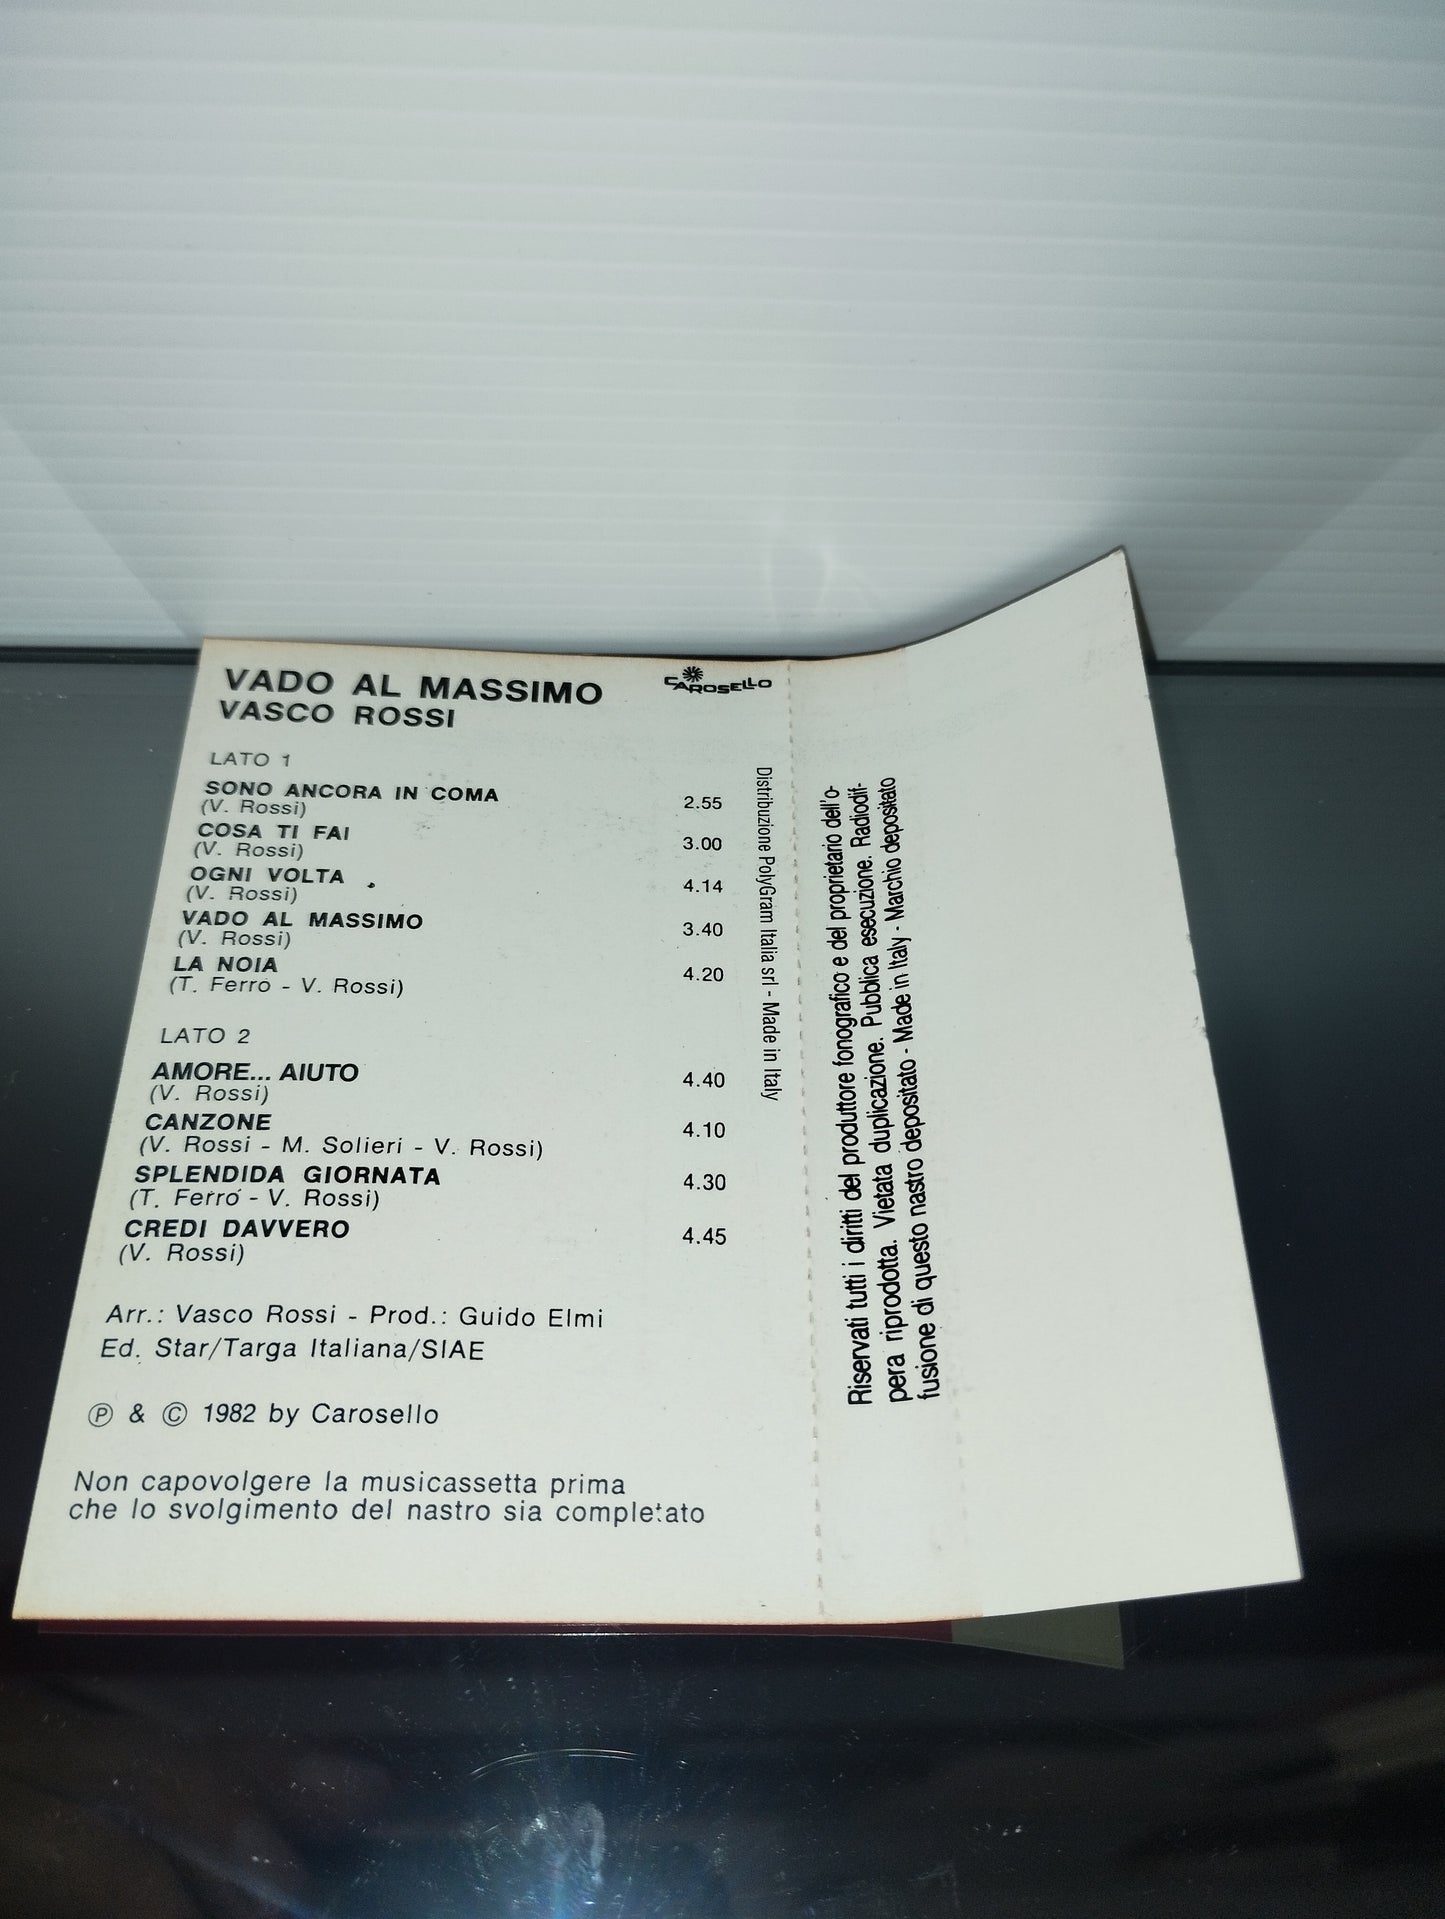 VADO AL MASSIMO
VASCO ROSSI
CAROSELLO
LATO 1
SONO ANCORA IN COMA 2.55
(V. Rossi)
COSA TI FAI 3.00
(V. Rossi)
OGNI VOLTA 4.14
(V. Rossi)
VADO AL MASSIMO 3.40
(V. Rossi)
LA NOIA 4.20
(T. Ferro - V. Rossi)
LATO 2
AMORE... AIUTO 4.40
(V. Rossi)
CANZONE 4.10
(V. Rossi - M. Solieri - V. Rossi)
SPLENDIDA GIORNATA 4.30
(T. Ferro - V. Rossi)
CREDI DAVVERO 4.45
(V. Rossi)
Arr.: Vasco Rossi - Prod.: Guido Elmi
Ed. Star/Targa Italiana/SIAE
Ⓟ & © 1982 by Carosello
Non capovolgere la musicassetta prima
che lo svolgimento del nastro sia completato
Distribuzione PolyGram Italia srl - Made in Italy
Riservati tutti i diritti del produttore fonografico e del proprietario dell'o-
pera riprodotta. Vietata duplicazione. Pubblica esecuzione. Radiodif-
fusione di questo nastro depositato - Made in Italy - Marchio depositato